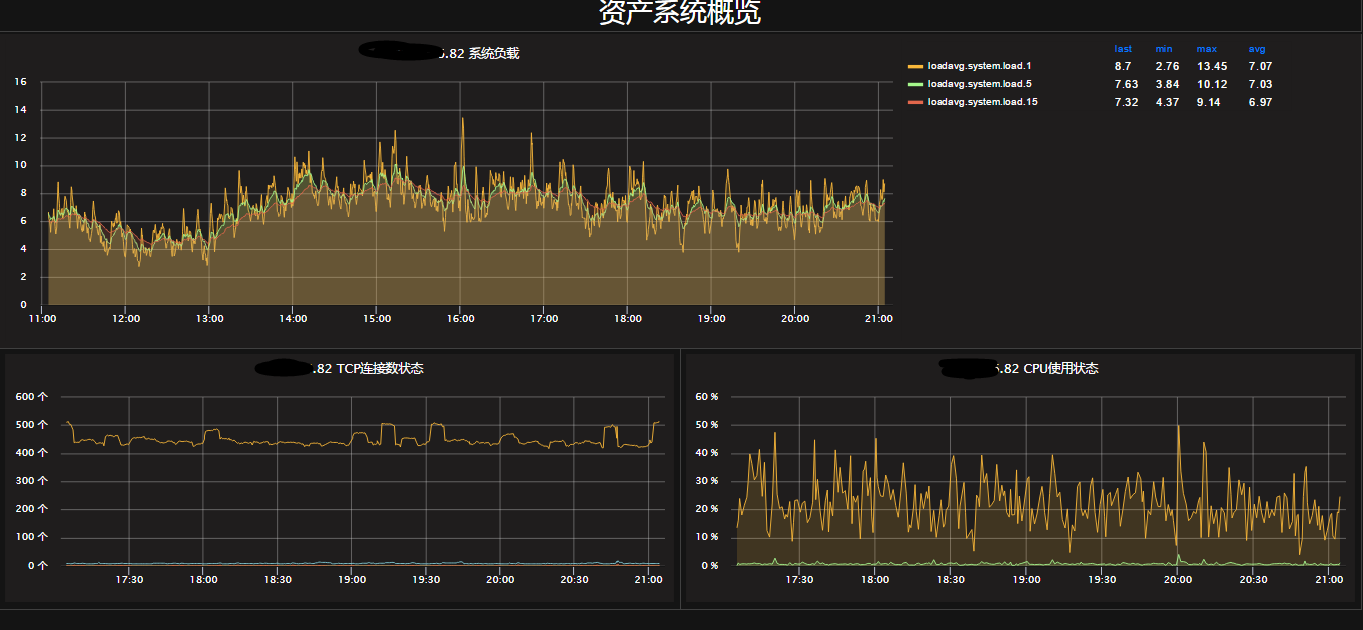 资产系统概览
.82 系统负载
last min max avg
loadavg.system.load.1 8.7 2.76 13.45 7.07
loadavg.system.load.5 7.63 3.84 10.12 7.03
loadavg.system.load.15 7.32 4.37 9.14 6.97
16
14
12
10
8
6
4
2
0
11:00 12:00 13:00 14:00 15:00 16:00 17:00 18:00 19:00 20:00 21:00
.82 TCP连接数状态
600 个
500 个
400 个
300 个
200 个
100 个
0 个
17:30 18:00 18:30 19:00 19:30 20:00 20:30 21:00
.82 CPU使用状态
60 %
50 %
40 %
30 %
20 %
10 %
0 %
17:30 18:00 18:30 19:00 19:30 20:00 20:30 21:00